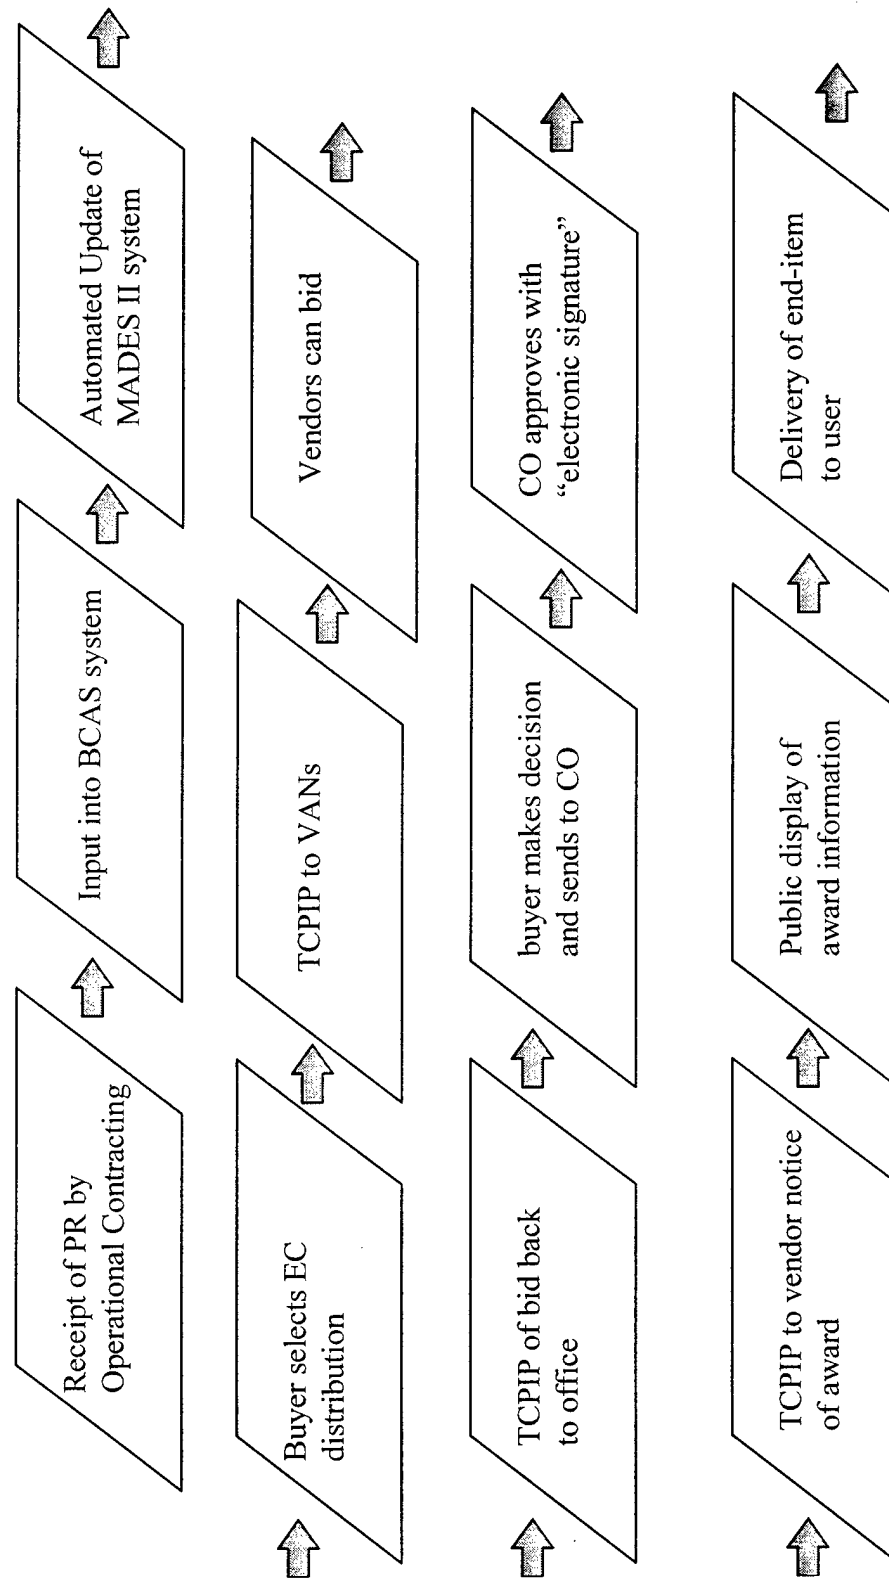 Receipt of PR by
Operational Contracting
Input into BCAS system
Automated Update of
MADES II system
Buyer selects EC
distribution
TCPIP to VANs
Vendors can bid
TCPIP of bid back
to office
buyer makes decision
and sends to CO
CO approves with
“electronic signature”
TCPIP to vendor notice
of award
Public display of
award information
Delivery of end-item
to user